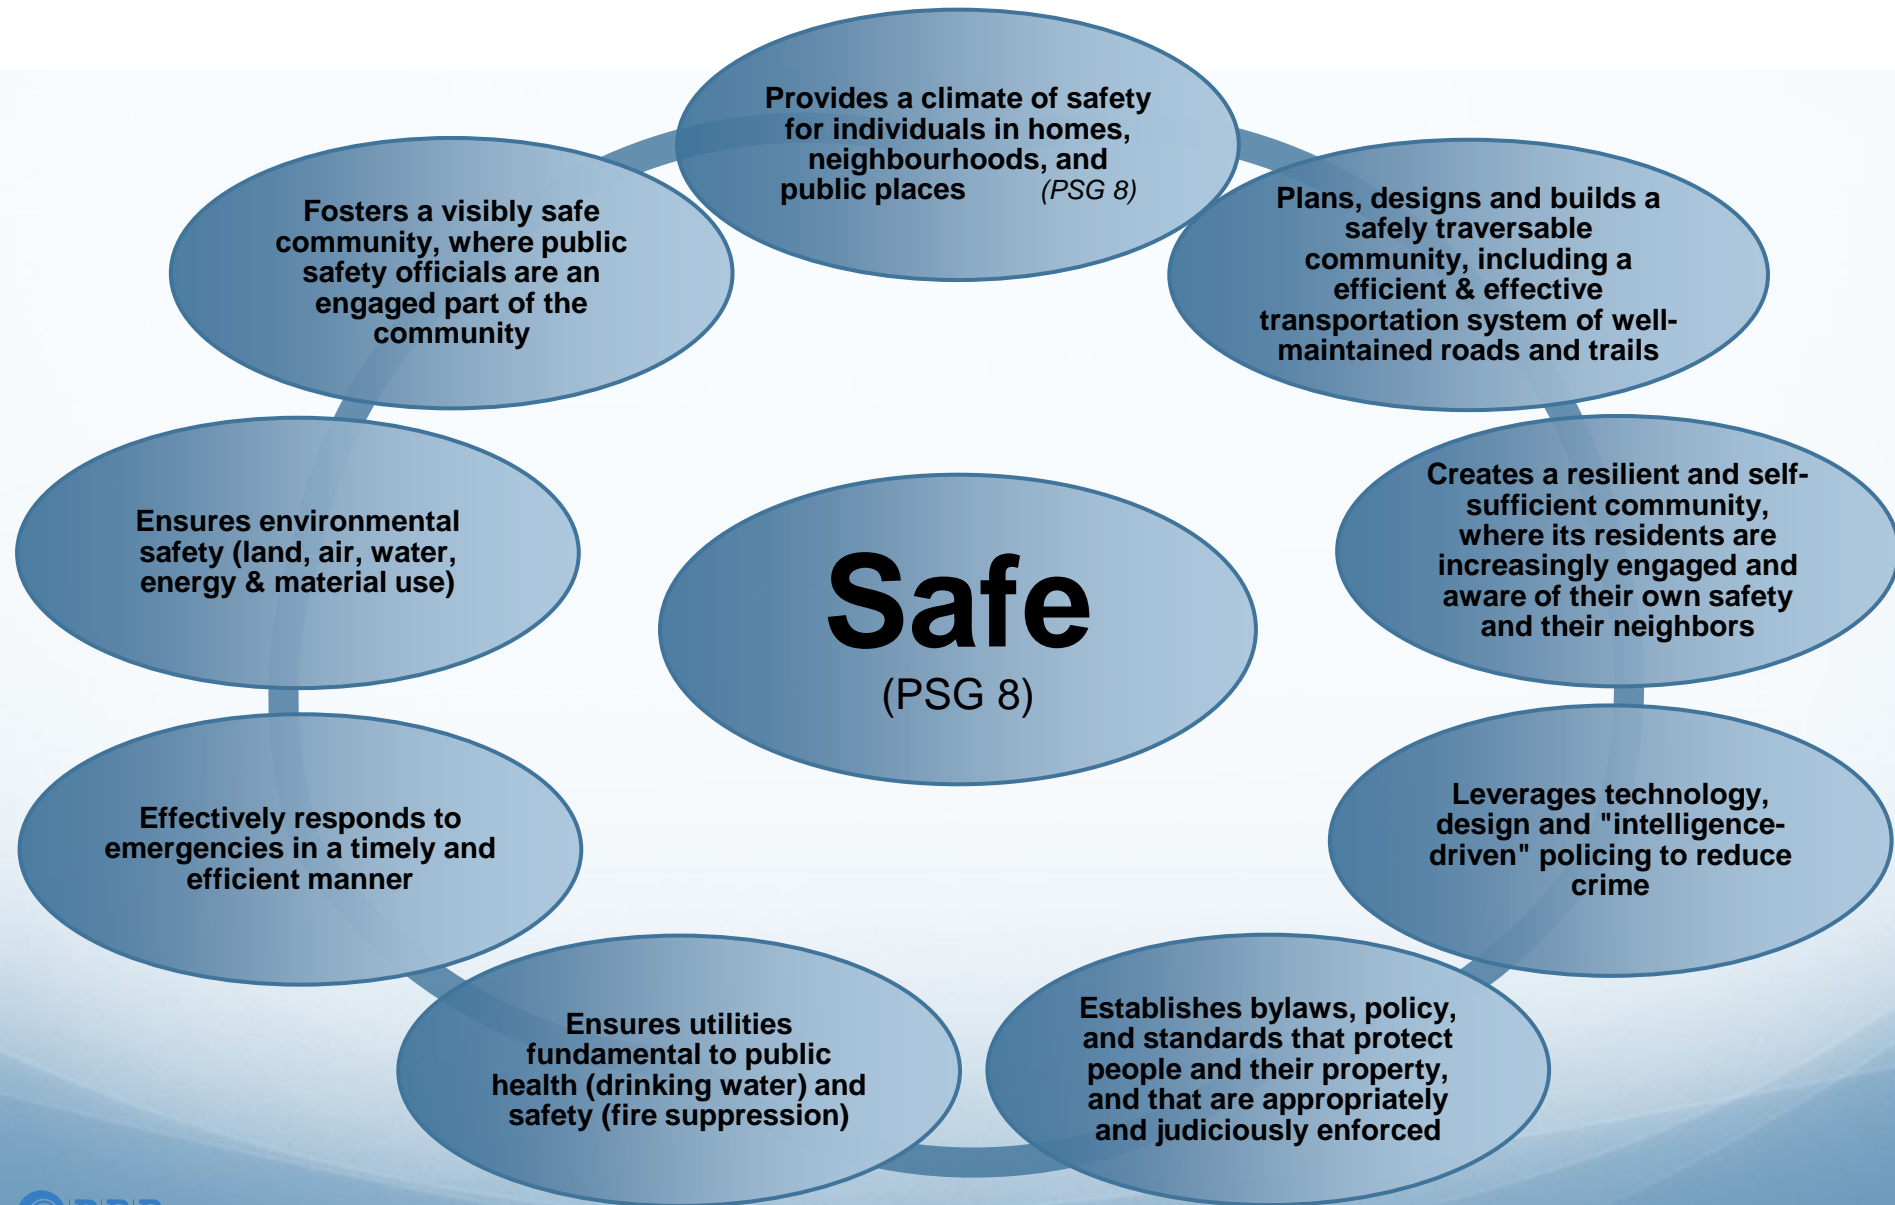 Provides a climate of safety
for individuals in homes,
neighbourhoods, and
public places (PSG 8)
Plans, designs and builds a
safely traversable
community, including a
efficient & effective
transportation system of well-
maintained roads and trails
Creates a resilient and self-
sufficient community,
where its residents are
increasingly engaged and
aware of their own safety
and their neighbors
Leverages technology,
design and "intelligence-
driven" policing to reduce
crime
Establishes bylaws, policy,
and standards that protect
people and their property,
and that are appropriately
and judiciously enforced
Ensures utilities
fundamental to public
health (drinking water) and
safety (fire suppression)
Effectively responds to
emergencies in a timely and
efficient manner
Ensures environmental
safety (land, air, water,
energy & material use)
Fosters a visibly safe
community, where public
safety officials are an
engaged part of the
community
Safe
(PSG 8)